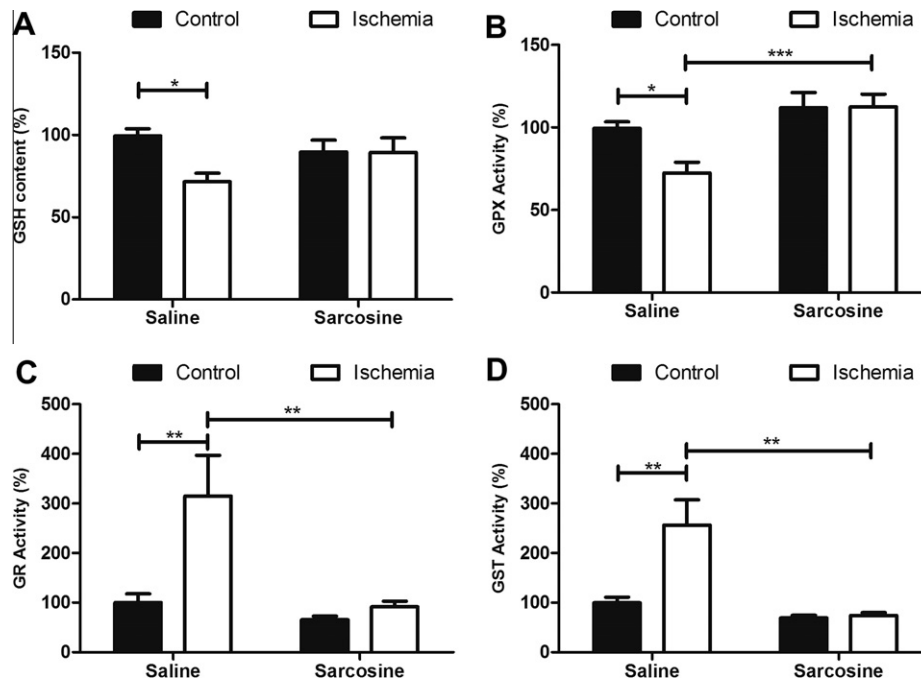 A
Control Ischemia
150
100
50
0
GSH content (%)
*
Saline Sarcosine
B
Control Ischemia
150
100
50
0
GPX Activity (%)
*
***
Saline Sarcosine
C
Control Ischemia
500
400
300
200
100
0
GR Activity (%)
**
**
Saline Sarcosine
D
Control Ischemia
500
400
300
200
100
0
GST Activity (%)
**
**
Saline Sarcosine